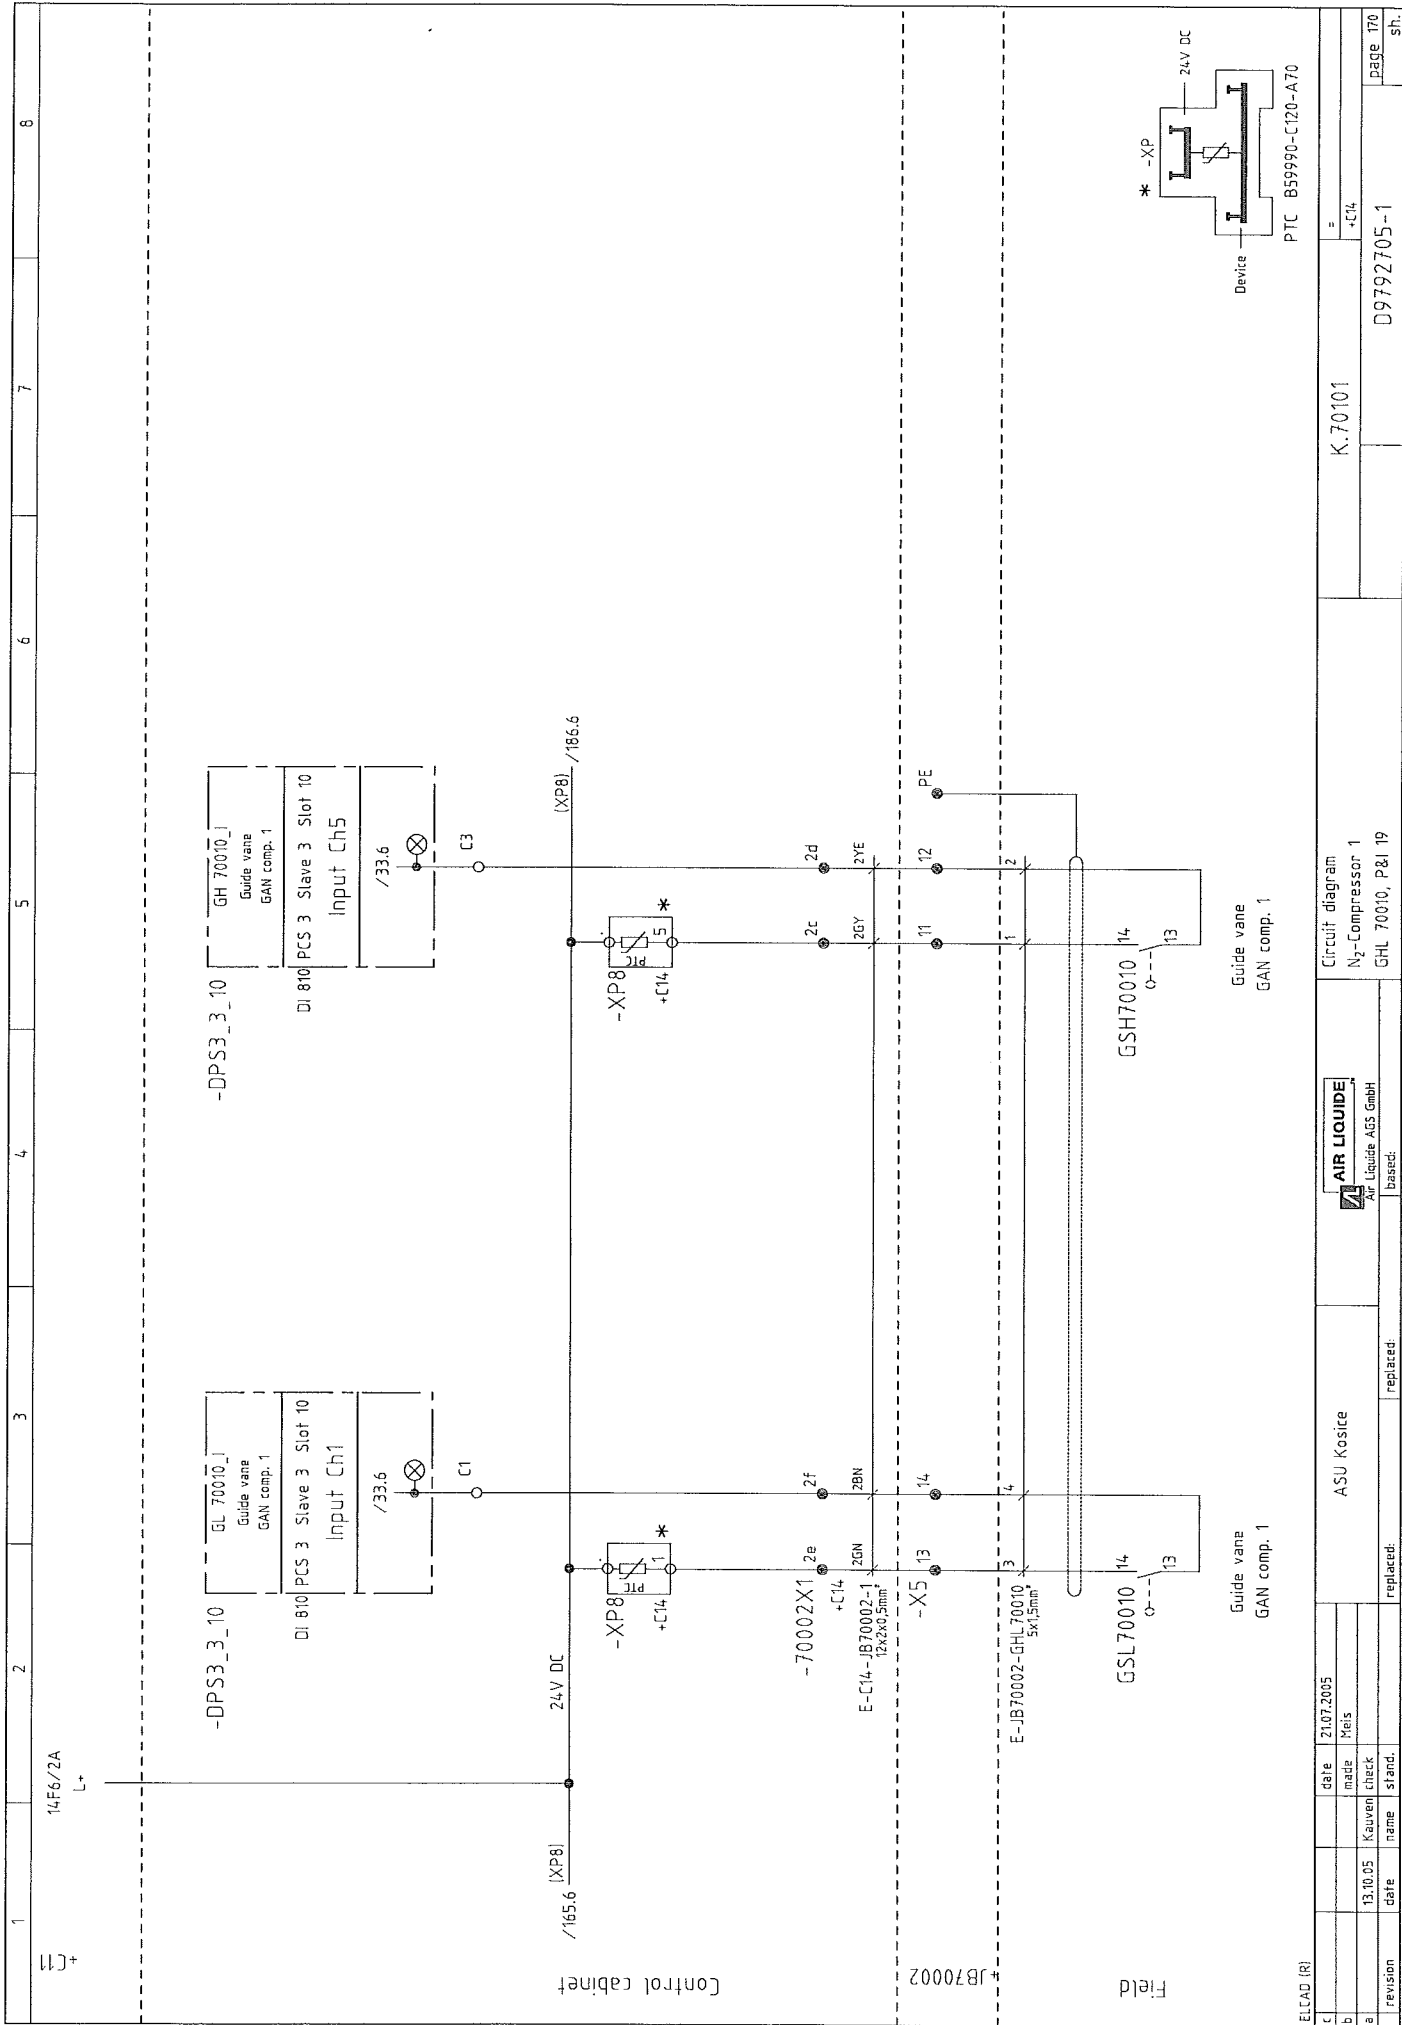 1 2 3 4 5 6 7 8
+C11
14F6/2A
L+
-DPS3_3_10
GL 70010_I
Guide vane
GAN comp. 1
DI 810 PCS 3 Slave 3 Slot 10
Input Ch1
/33.6
C1
-DPS3_3_10
GH 70010_I
Guide vane
GAN comp. 1
DI 810 PCS 3 Slave 3 Slot 10
Input Ch5
/33.6
C3
Control cabinet
/165.6 (XP8)
24V DC
(XP8) /186.6
-XP8
PTC 1 *
+C14
-XP8
PTC 5 *
+C14
-70002X1 2e 2f 2c 2d
+C14
E-C14-JB70002-1
12x2x0,5mm²
2GN 2BN 2GY 2YE
+JB70002
-X5 13 14 11 12 PE
E-JB70002-GHL70010
5x1,5mm²
3 4 1 2
Field
GSL70010 14
13
GSH70010 14
13
Guide vane
GAN comp. 1
Guide vane
GAN comp. 1
* -XP
24V DC
Device
PTC B59990-C120-A70
ELCAD (R)
c
b
a 13.10.05 Kauven
revision date name
date 21.07.2005
made Meis
check
stand.
replaced:
ASU Kosice
replaced:
AIR LIQUIDE
Air Liquide AGS GmbH
based:
Circuit diagram
N₂-Compressor 1
GHL 70010, P&I 19
K.70101
=
+C14
D9792705-1
page 170
sh.